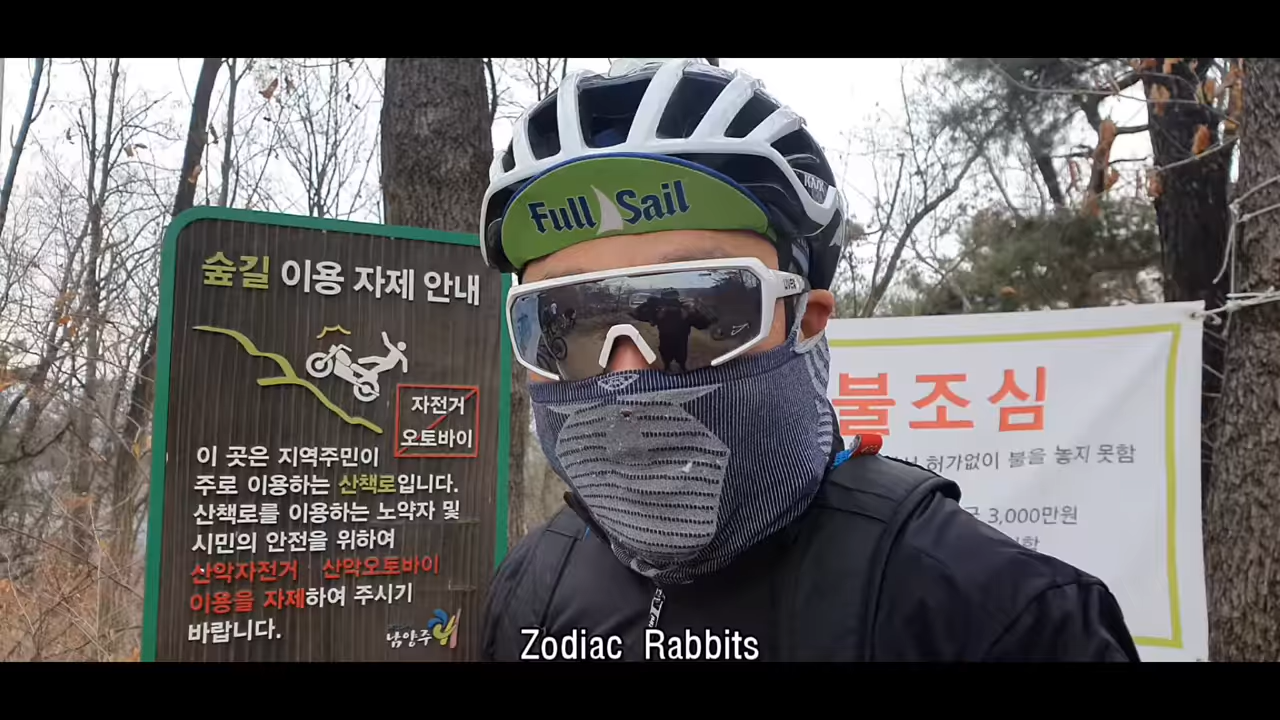 Full Sail
KASK
숲길 이용 자제 안내
자전거
오토바이
이 곳은 지역주민이
주로 이용하는 산책로입니다.
산책로를 이용하는 노약자 및
시민의 안전을 위하여
산악자전거 산악오토바이
이용을 자제하여 주시기
바랍니다.
남양주
불조심
허가없이 불을 놓지 못함
3,000만원
Zodiac Rabbits